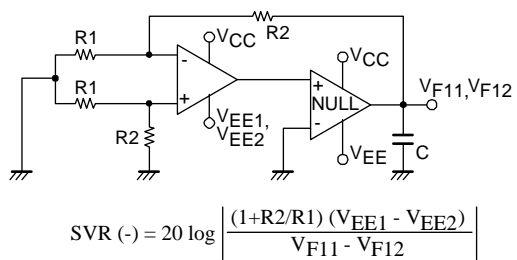 R1
R2
VCC
-
VCC
R1
+
NULL
+
-
VF11,VF12
R2
VEE1,
VEE2
VEE
C
SVR (-) = 20 log | (1+R2/R1) (VEE1 - VEE2) / VF11 - VF12 |